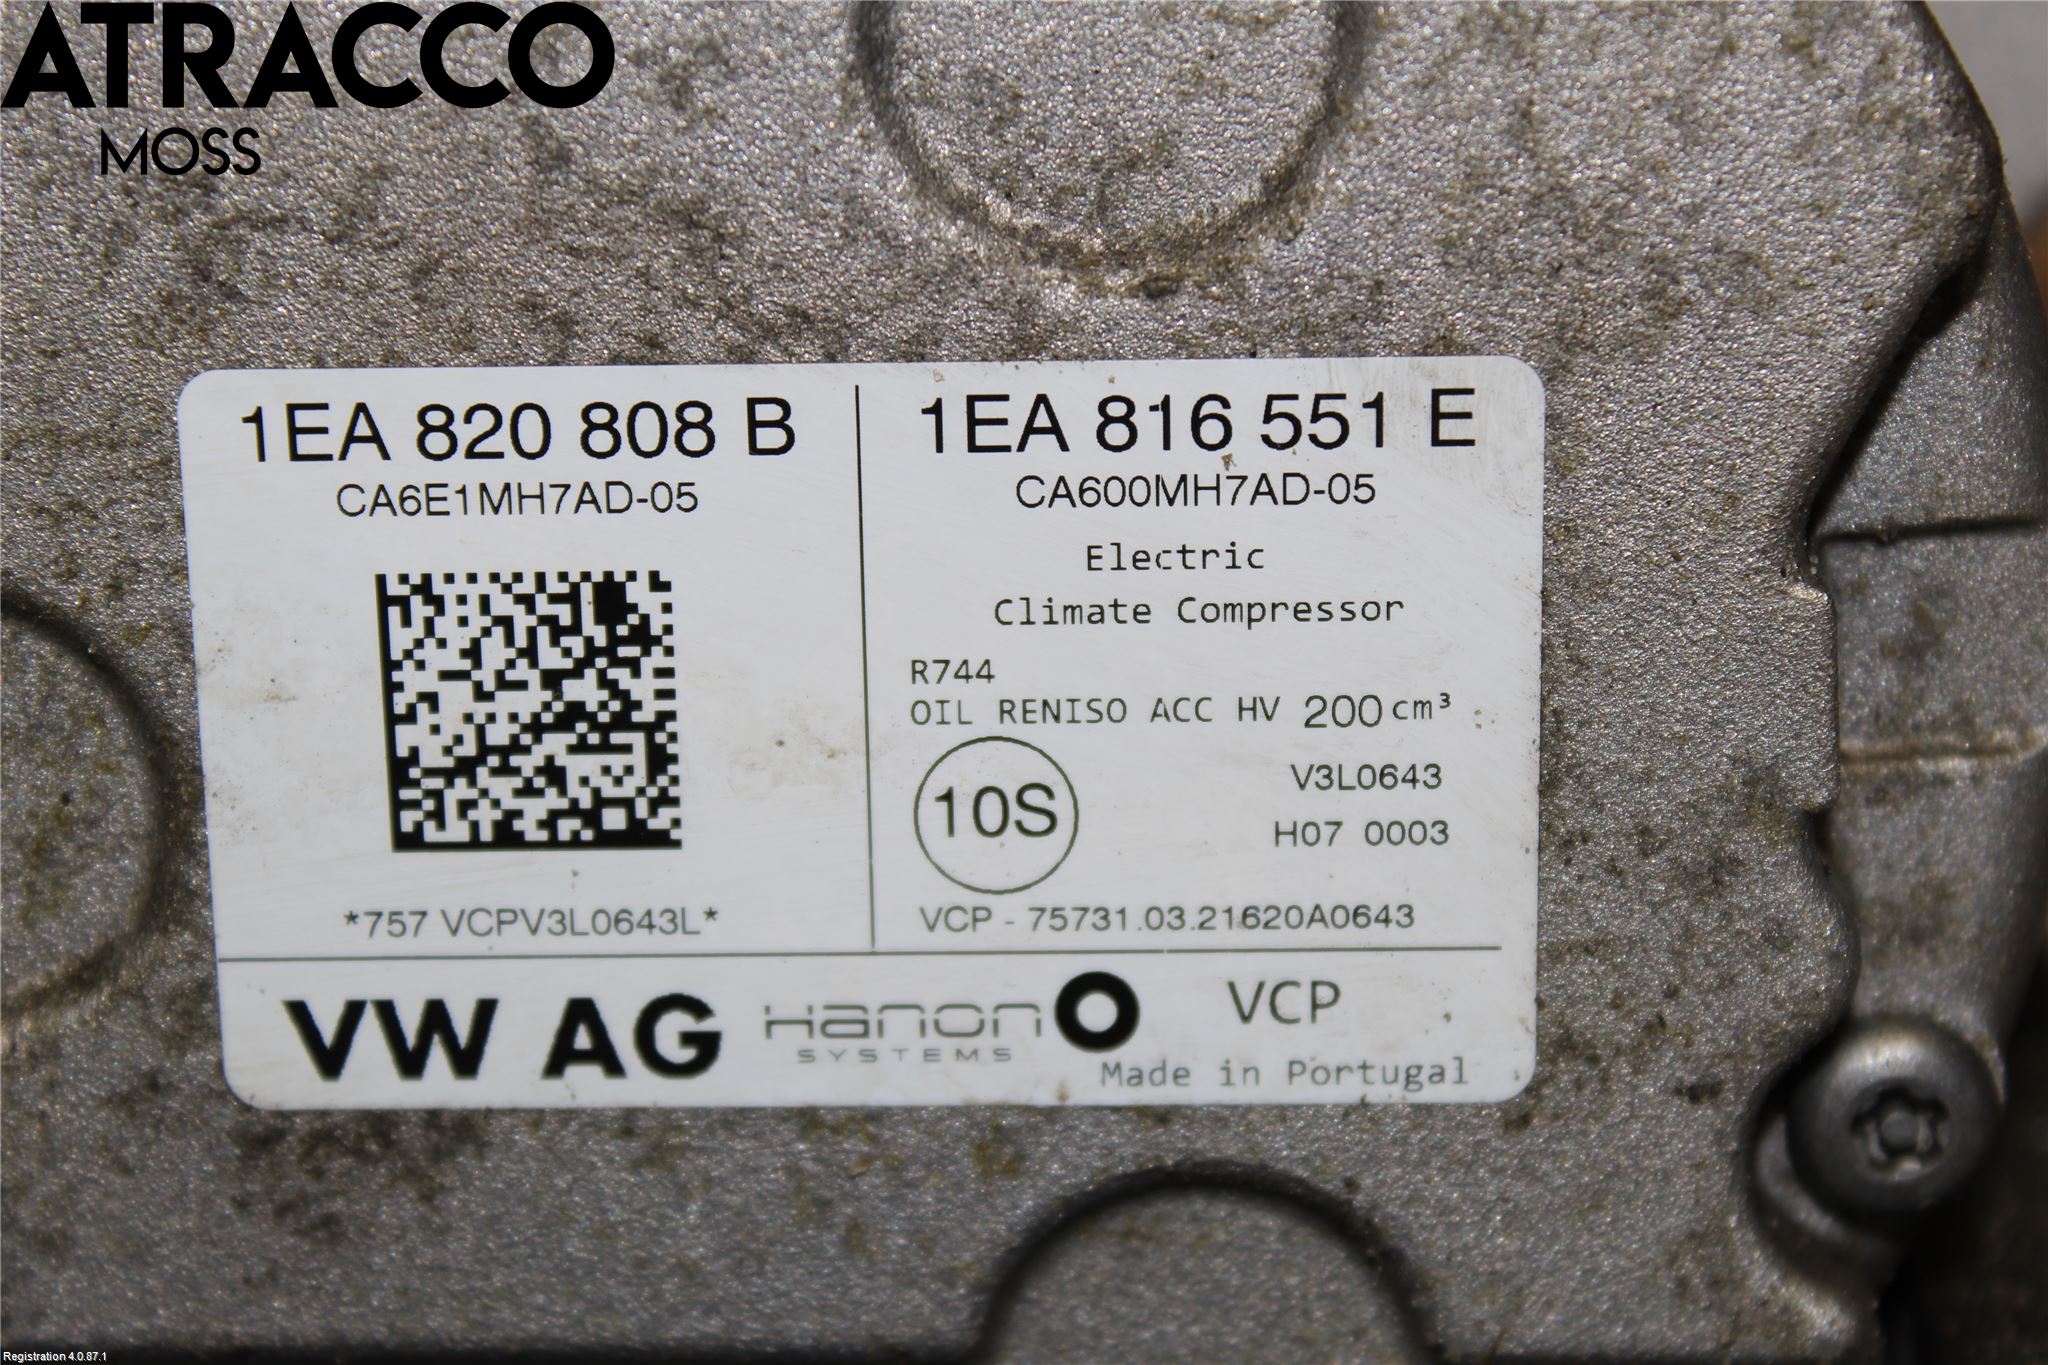 ATRACCO
MOSS
1EA 820 808 B
CA6E1MH7AD-05
*757 VCPV3L0643L*
1EA 816 551 E
CA600MH7AD-05
Electric
Climate Compressor
R744
OIL RENISO ACC HV 200 cm³
10S
V3L0643
H07 0003
VCP - 75731.03.21620A0643
VW AG
Hanon
SYSTEMS
VCP
Made in Portugal
Registration 4.0.87.1